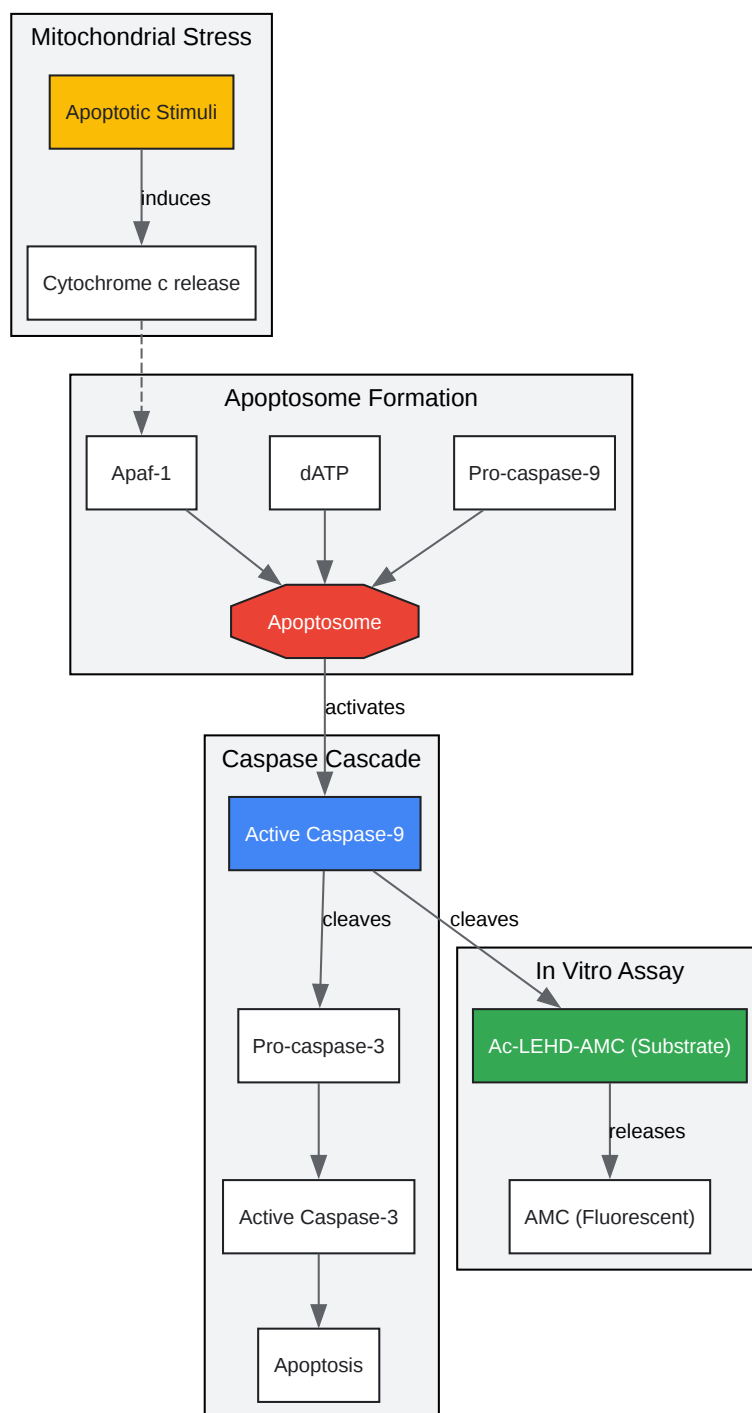 Mitochondrial Stress
Apoptotic Stimuli
induces
Cytochrome c release
Apoptosome Formation
Apaf-1
dATP
Pro-caspase-9
Apoptosome
activates
Caspase Cascade
Active Caspase-9
cleaves
cleaves
In Vitro Assay
Pro-caspase-3
Ac-LEHD-AMC (Substrate)
releases
Active Caspase-3
AMC (Fluorescent)
Apoptosis